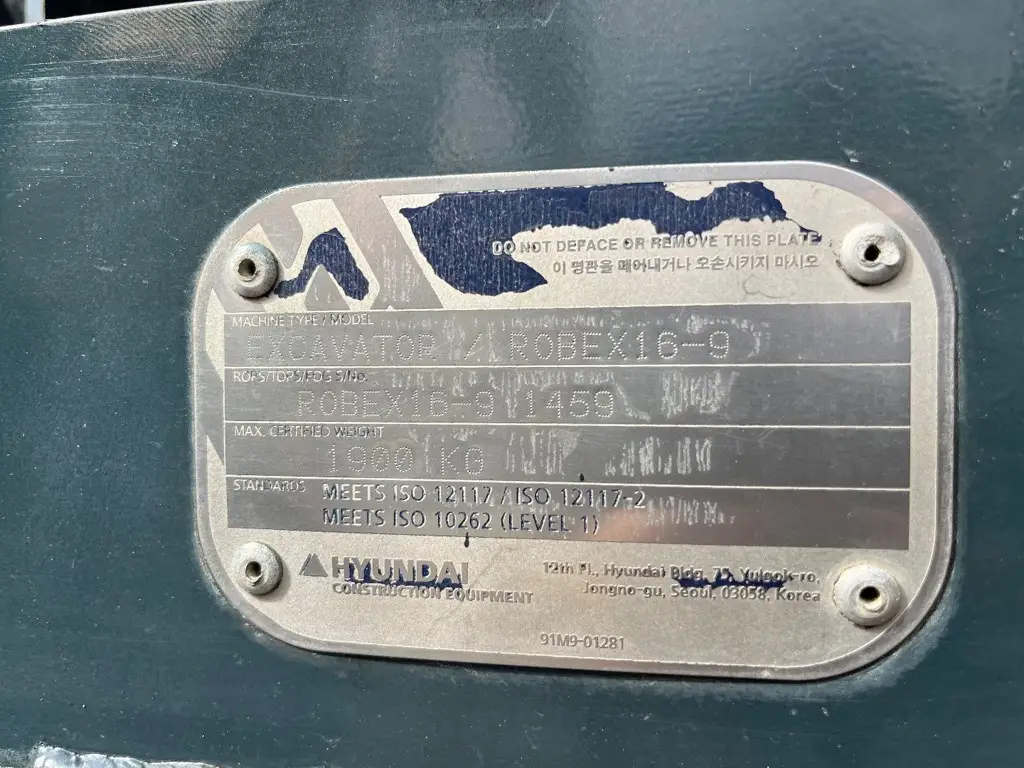 DO NOT DEFACE OR REMOVE THIS PLATE
이 명판을 떼어내거나 오손시키지 마시오
MACHINE TYPE / MODEL
EXCAVATOR / ROBEX16-9
ROPS/TOPS/FOG S/No.
ROBEX16-9 1459
MAX. CERTIFIED WEIGHT
1900 KG
STANDARDS MEETS ISO 12117 / ISO 12117-2
MEETS ISO 10262 (LEVEL 1)
HYUNDAI
CONSTRUCTION EQUIPMENT
12th Fl., Hyundai Bldg. 75, Yulgok-ro,
Jongno-gu, Seoul, 03058, Korea
91M9-01281